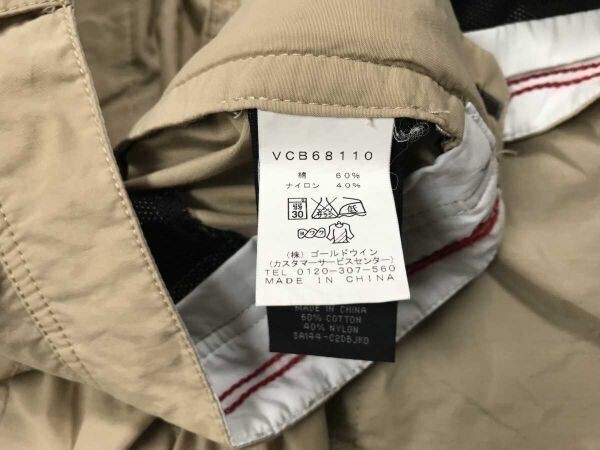 VCB68110
綿 60%
ナイロン 40%
30
(株)ゴールドウイン
(カスタマーサービスセンター)
TEL 0120-307-560
MADE IN CHINA
MADE IN CHINA
60% COTTON
40% NYLON
SA144-C2DBJKO